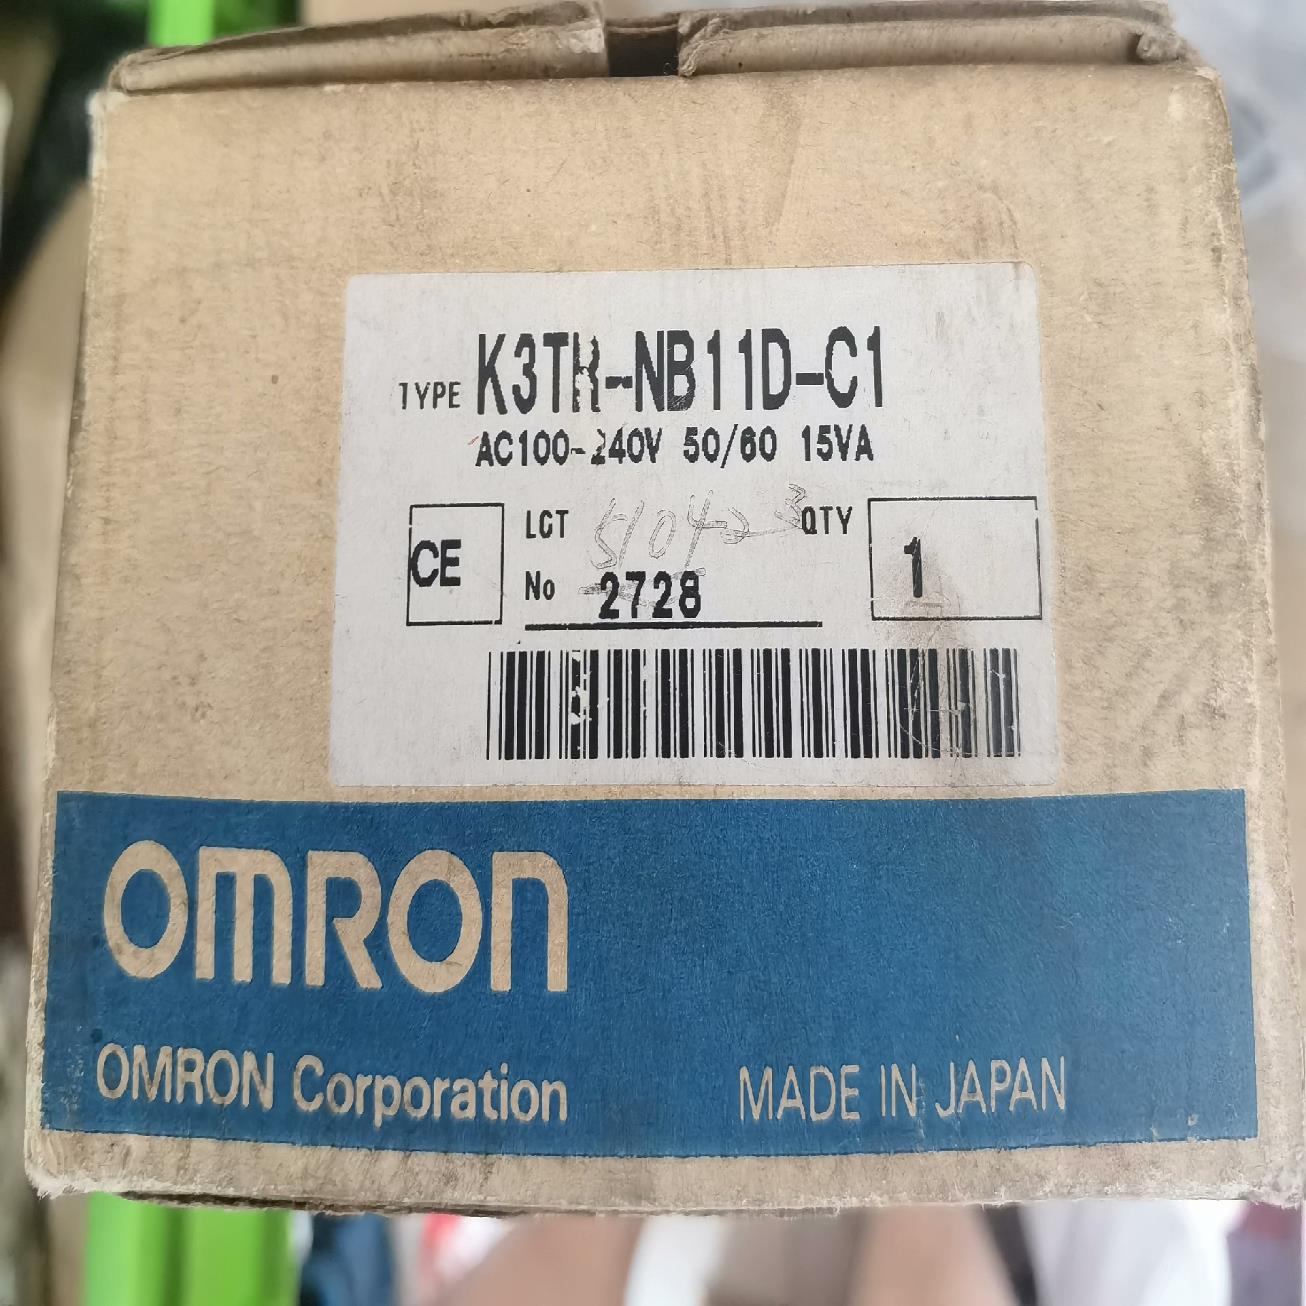 TYPE K3TR-NB11D-C1
AC100-240V 50/60 15VA
CE
LCT
QTY
No 2728
1
OMRON
OMRON Corporation
MADE IN JAPAN